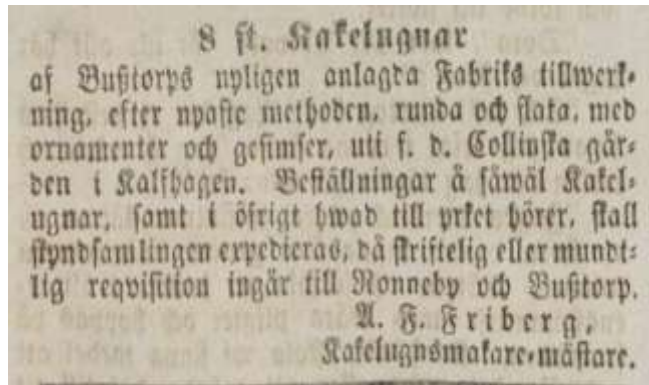 8 st. Kakelugnar
af Bußtorps nyligen anlagda Fabriks tillwerk-
ning, efter nyaste methoden, runda och flata, med
ornamenter och gesimser, uti f. d. Collinska går-
den i Kalfhagen. Beställningar å såwäl Kakel-
ugnar, samt i öfrigt hwad till yrket hörer, skall
skyndsamlingen expedieras, då skriftelig eller mundt-
lig reqvisition ingår till Ronneby och Bußtorp.
A. F. Friberg,
Kakelugnsmakare-mästare.